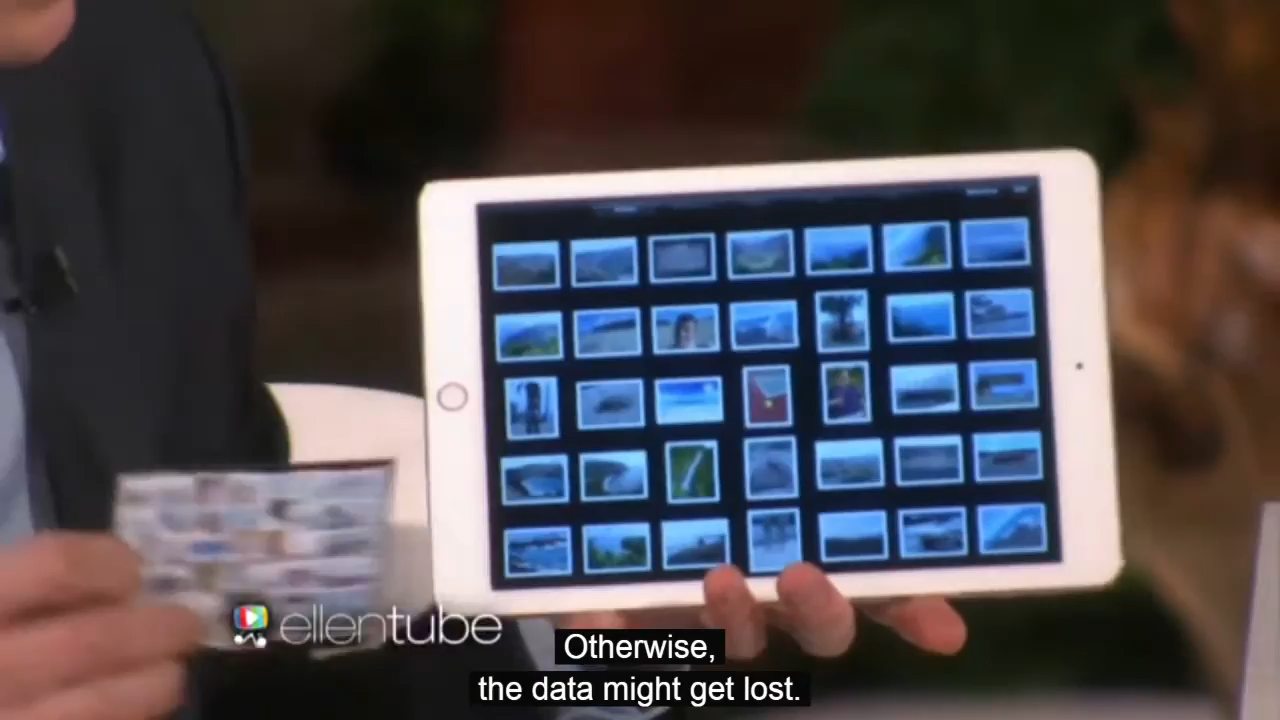 ellentube
Otherwise,
the data might get lost.